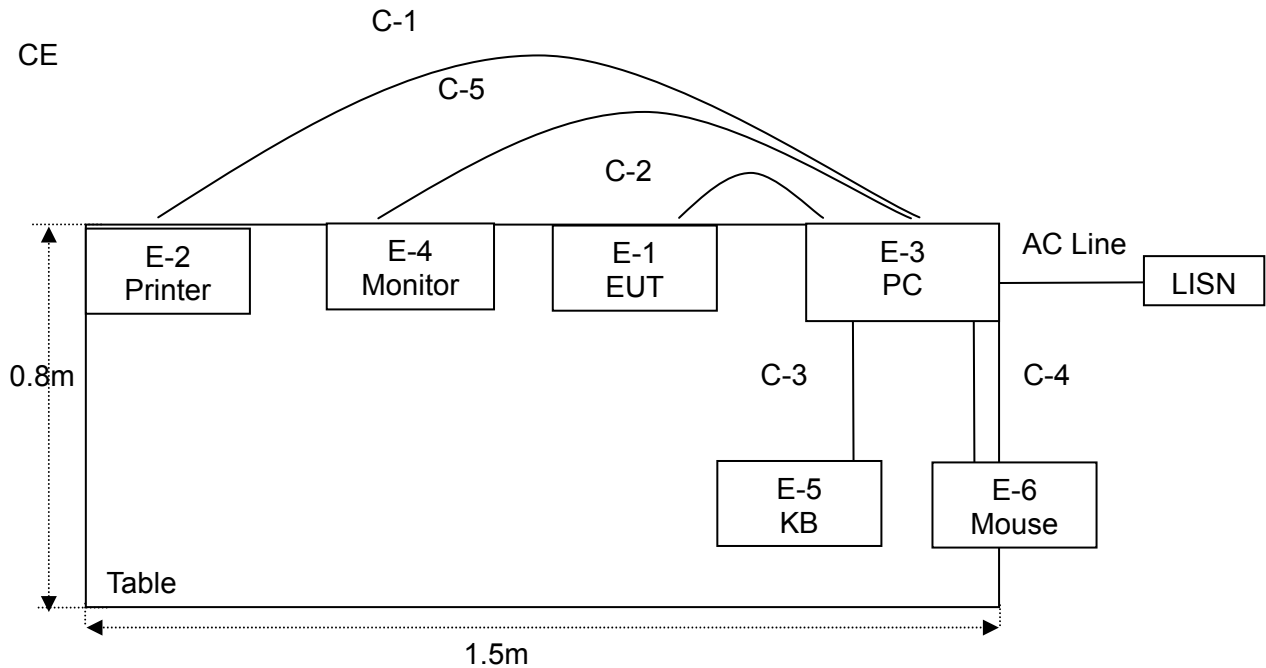 C-1
CE
C-5
C-2
E-2
Printer
E-4
Monitor
E-1
EUT
E-3
PC
AC Line
LISN
0.8m
C-3
C-4
E-5
KB
E-6
Mouse
Table
1.5m